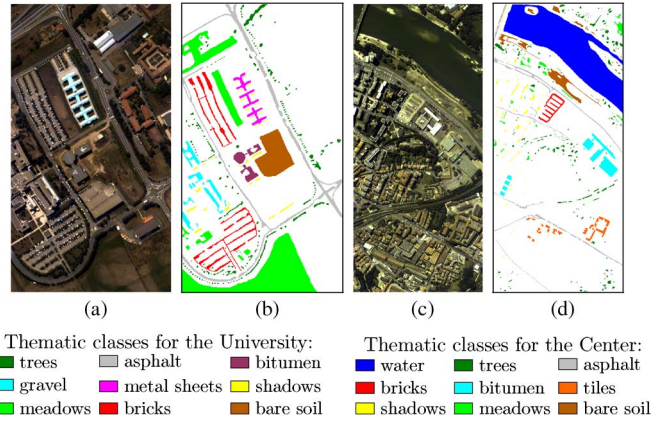 (a) (b) (c) (d)
Thematic classes for the University:
trees asphalt bitumen
gravel metal sheets shadows
meadows bricks bare soil
Thematic classes for the Center:
water trees asphalt
bricks bitumen tiles
shadows meadows bare soil